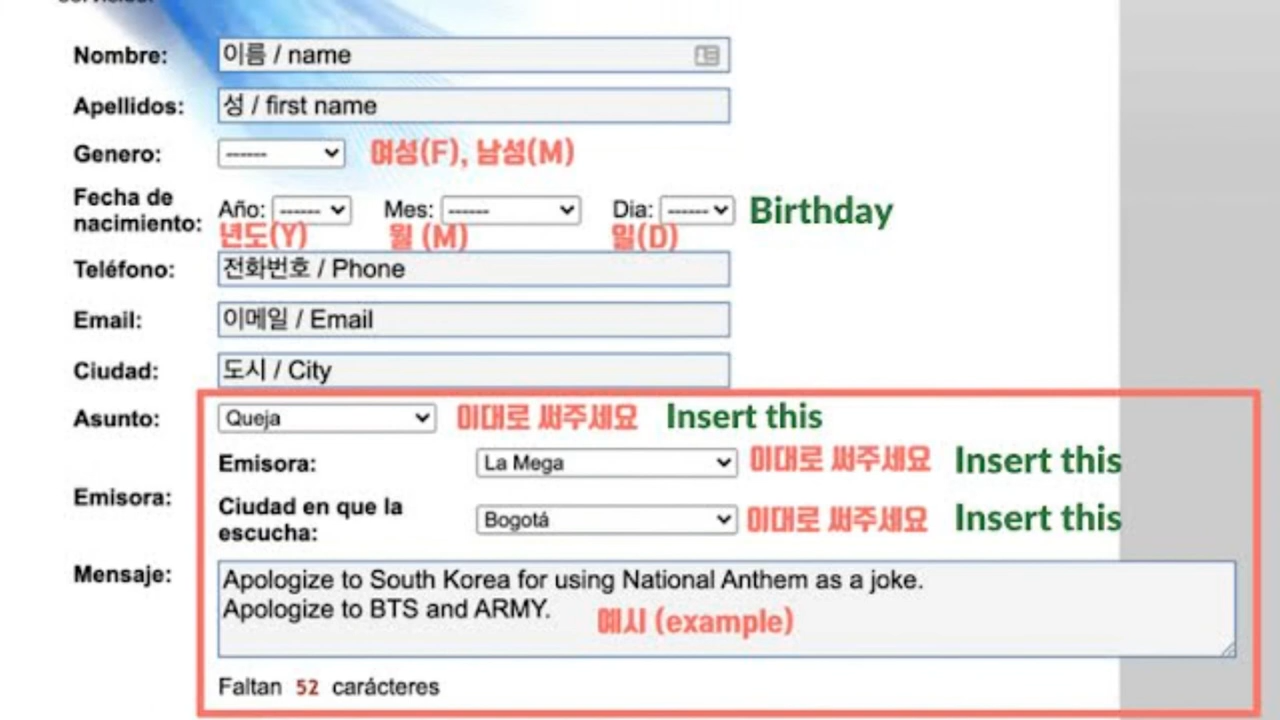 Nombre: 이름 / name
Apellidos: 성 / first name
Genero: ------ 여성(F), 남성(M)
Fecha de nacimiento: Año: ------ Mes: ------ Dia: ------ Birthday
년도(Y) 월 (M) 일(D)
Teléfono: 전화번호 / Phone
Email: 이메일 / Email
Ciudad: 도시 / City
Asunto: Queja 이대로 써주세요 Insert this
Emisora: La Mega 이대로 써주세요 Insert this
Emisora:
Ciudad en que la escucha: Bogotá 이대로 써주세요 Insert this
Mensaje: Apologize to South Korea for using National Anthem as a joke.
Apologize to BTS and ARMY. 예시 (example)
Faltan 52 carácteres